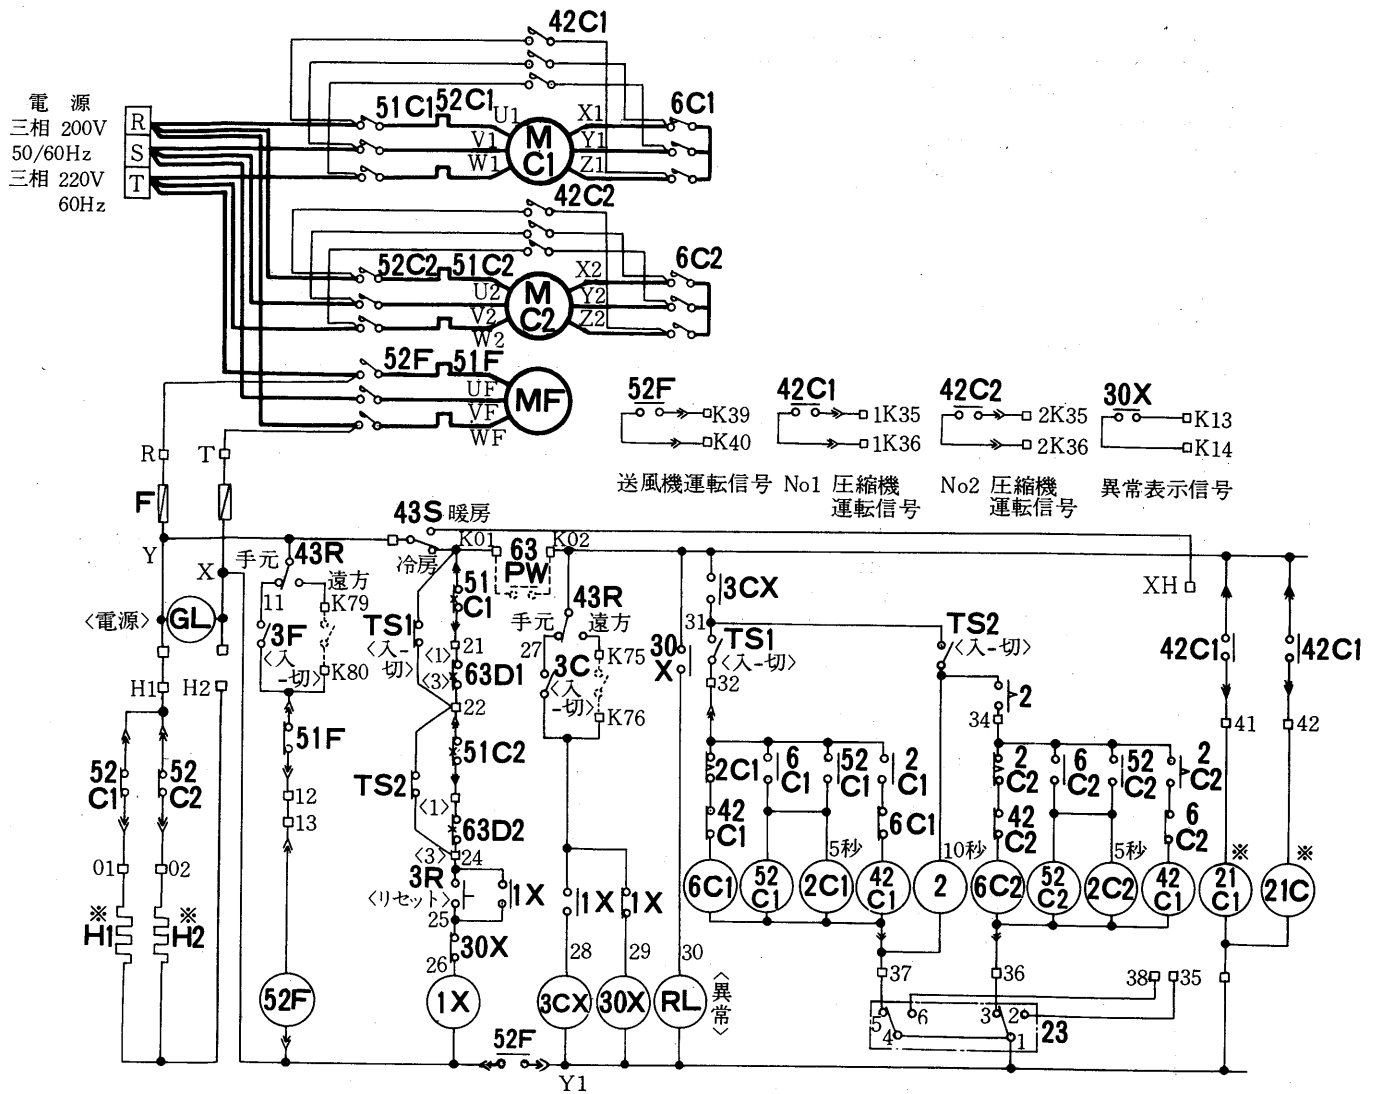 42C1
電 源
三相 200V
50/60Hz
三相 220V
60Hz
R
S
T
51C1
52C1
U1
V1
W1
M
C1
X1
Y1
Z1
6C1
42C2
52C2
51C2
U2
V2
W2
M
C2
X2
Y2
Z2
6C2
52F
51F
UF
VF
WF
MF
52F
K39
K40
送風機運転信号
42C1
1K35
1K36
No1 圧縮機
運転信号
42C2
2K35
2K36
No2 圧縮機
運転信号
30X
K13
K14
異常表示信号
R
T
F
Y
X
GL
〈電源〉
H1
H2
52
C1
52
C2
01
02
※
H1
※
H2
手元
43R
遠方
11
3F
〈入
-切〉
K79
K80
51F
12
13
52F
43S
暖房
冷房
K01
63
PW
K02
51
C1
TS1
〈入-
切〉
21
〈1〉
63D1
〈3〉
22
51C2
TS2
〈1〉
63D2
〈3〉
24
3R
〈リセット〉
1X
25
30X
26
1X
52F
Y1
手元
43R
遠方
27
3C
〈入
-切〉
K75
K76
1X
1X
28
29
3CX
30X
30
X
30
RL
〈異常〉
3CX
31
TS1
〈入-切〉
32
TS2
〈入-切〉
2
34
2C1
6
C1
52
C1
2
C1
42
C1
6C1
5秒
6C1
52
C1
2C1
42
C1
2
10秒
2
C2
6
C2
52
C2
2
C2
42
C2
6
C2
5秒
6C2
52
C2
2C2
42
C2
37
36
38
35
5
6
4
3
2
1
23
XH
42C1
42C1
41
42
※
21
C1
※
21C